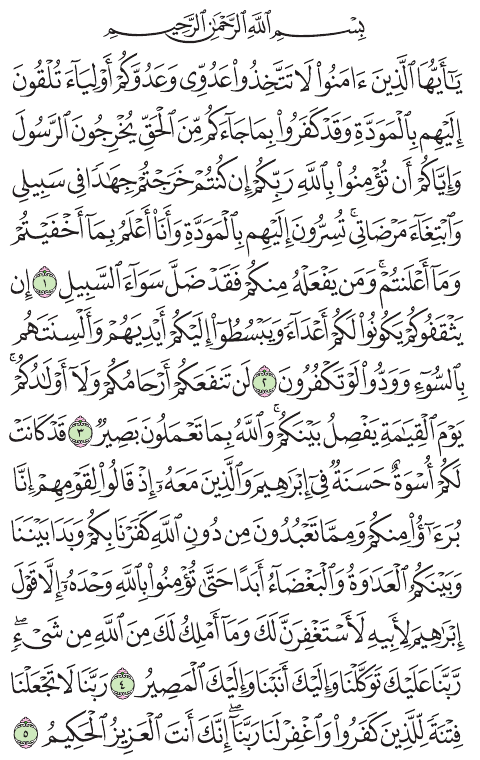 بِسْمِ ٱللَّهِ ٱلرَّحْمَٰنِ ٱلرَّحِيمِ
يَٰٓأَيُّهَا ٱلَّذِينَ ءَامَنُوا۟ لَا تَتَّخِذُوا۟ عَدُوِّى وَعَدُوَّكُمْ أَوْلِيَآءَ تُلْقُونَ
إِلَيْهِم بِٱلْمَوَدَّةِ وَقَدْ كَفَرُوا۟ بِمَا جَآءَكُم مِّنَ ٱلْحَقِّ يُخْرِجُونَ ٱلرَّسُولَ
وَإِيَّاكُمْ أَن تُؤْمِنُوا۟ بِٱللَّهِ رَبِّكُمْ إِن كُنتُمْ خَرَجْتُمْ جِهَٰدًا فِى سَبِيلِى
وَٱبْتِغَآءَ مَرْضَاتِى ۚ تُسِرُّونَ إِلَيْهِم بِٱلْمَوَدَّةِ وَأَنَا۠ أَعْلَمُ بِمَآ أَخْفَيْتُمْ
وَمَآ أَعْلَنتُمْ ۚ وَمَن يَفْعَلْهُ مِنكُمْ فَقَدْ ضَلَّ سَوَآءَ ٱلسَّبِيلِ ١ إِن
يَثْقَفُوكُمْ يَكُونُوا۟ لَكُمْ أَعْدَآءً وَيَبْسُطُوٓا۟ إِلَيْكُمْ أَيْدِيَهُمْ وَأَلْسِنَتَهُم
بِٱلسُّوٓءِ وَوَدُّوا۟ لَوْ تَكْفُرُونَ ٢ لَن تَنفَعَكُمْ أَرْحَامُكُمْ وَلَآ أَوْلَٰدُكُمْ ۚ
يَوْمَ ٱلْقِيَٰمَةِ يَفْصِلُ بَيْنَكُمْ ۚ وَٱللَّهُ بِمَا تَعْمَلُونَ بَصِيرٌ ٣ قَدْ كَانَتْ
لَكُمْ أُسْوَةٌ حَسَنَةٌ فِىٓ إِبْرَٰهِيمَ وَٱلَّذِينَ مَعَهُۥٓ إِذْ قَالُوا۟ لِقَوْمِهِمْ إِنَّا
بُرَءَٰٓؤُا۟ مِنكُمْ وَمِمَّا تَعْبُدُونَ مِن دُونِ ٱللَّهِ كَفَرْنَا بِكُمْ وَبَدَا بَيْنَنَا
وَبَيْنَكُمُ ٱلْعَدَٰوَةُ وَٱلْبَغْضَآءُ أَبَدًا حَتَّىٰ تُؤْمِنُوا۟ بِٱللَّهِ وَحْدَهُۥٓ إِلَّا قَوْلَ
إِبْرَٰهِيمَ لِأَبِيهِ لَأَسْتَغْفِرَنَّ لَكَ وَمَآ أَمْلِكُ لَكَ مِنَ ٱللَّهِ مِن شَىْءٍ ۖ
رَّبَّنَا عَلَيْكَ تَوَكَّلْنَا وَإِلَيْكَ أَنَبْنَا وَإِلَيْكَ ٱلْمَصِيرُ ٤ رَبَّنَا لَا تَجْعَلْنَا
فِتْنَةً لِّلَّذِينَ كَفَرُوا۟ وَٱغْفِرْ لَنَا رَبَّنَآ ۖ إِنَّكَ أَنتَ ٱلْعَزِيزُ ٱلْحَكِيمُ ٥